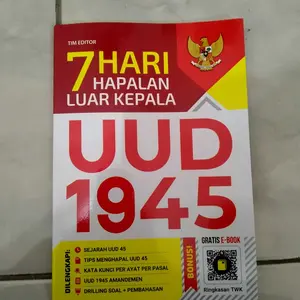 TIM EDITOR
7 HARI
HAPALAN
LUAR KEPALA
UUD
1945
DILENGKAPI:
SEJARAH UUD 45
TIPS MENGHAPAL UUD 45
KATA KUNCI PER AYAT PER PASAL
UUD 1945 AMANDEMEN
DRILLING SOAL + PEMBAHASAN
BONUS!
GRATIS E-BOOK
Ringkasan TWK